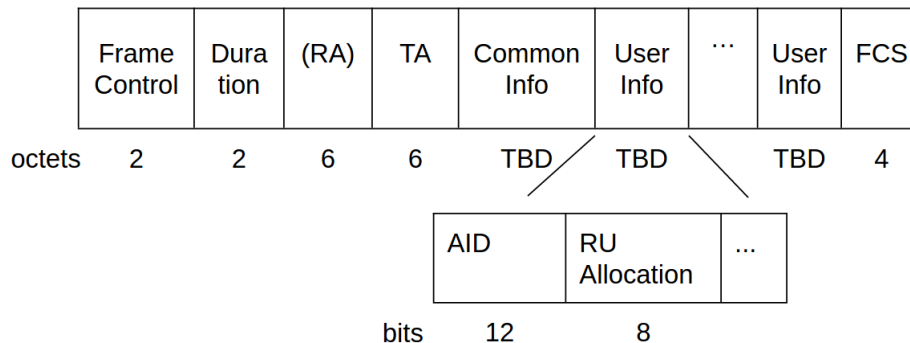 Frame Control
Dura tion
(RA)
TA
Common Info
User Info
...
User Info
FCS
octets 2 2 6 6 TBD TBD TBD 4
AID
RU Allocation
...
bits 12 8